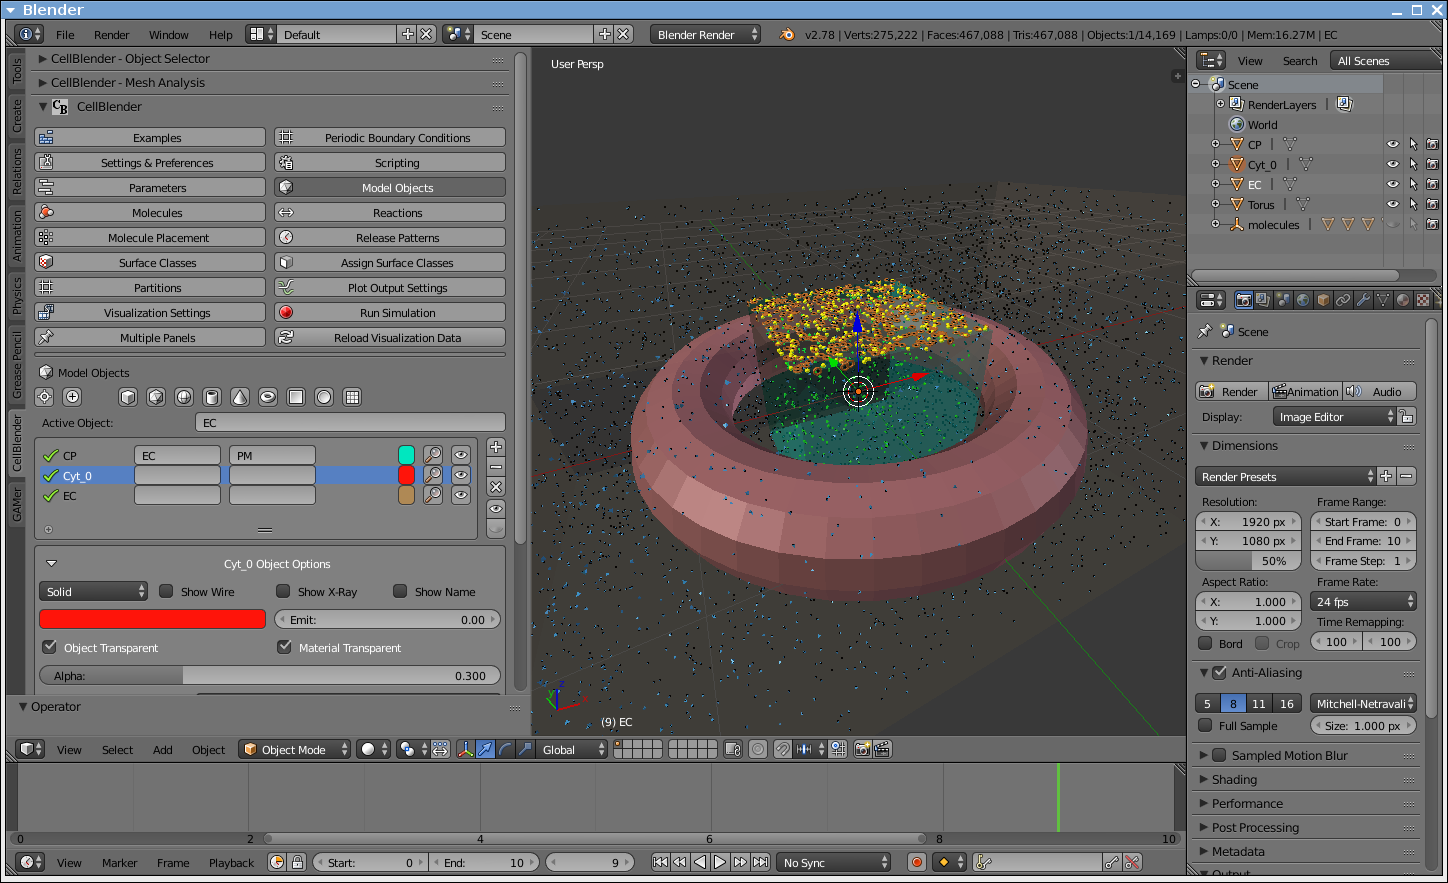 Blender
File Render Window Help Default Scene Blender Render v2.78 | Verts:275,222 | Faces:467,088 | Tris:467,088 | Objects:1/14,169 | Lamps:0/0 | Mem:16.27M | EC
Tools
Create
Relations
Animation
Physics
Grease Pencil
CellBlender
GAMer
CellBlender - Object Selector
CellBlender - Mesh Analysis
CellBlender
Examples Periodic Boundary Conditions
Settings & Preferences Scripting
Parameters Model Objects
Molecules Reactions
Molecule Placement Release Patterns
Surface Classes Assign Surface Classes
Partitions Plot Output Settings
Visualization Settings Run Simulation
Multiple Panels Reload Visualization Data
Model Objects
Active Object: EC
CP EC PM
Cyt_0
EC
Cyt_0 Object Options
Solid Show Wire Show X-Ray Show Name
Emit: 0.00
Object Transparent Material Transparent
Alpha: 0.300
Operator
User Persp
(9) EC
View Select Add Object Object Mode Global
0 2 4 6 8 10
View Marker Frame Playback Start: 0 End: 10 9 No Sync
View Search All Scenes
Scene
RenderLayers |
World
CP |
Cyt_0 |
EC |
Torus |
molecules |
Scene
Render
Render Animation Audio
Display: Image Editor
Dimensions
Render Presets
Resolution: Frame Range:
X: 1920 px Start Frame: 0
Y: 1080 px End Frame: 10
50% Frame Step: 1
Aspect Ratio: Frame Rate:
X: 1.000 24 fps
Y: 1.000 Time Remapping:
Bord Crop 100 100
Anti-Aliasing
5 8 11 16 Mitchell-Netravali
Full Sample Size: 1.000 px
Sampled Motion Blur
Shading
Performance
Post Processing
Metadata
Output